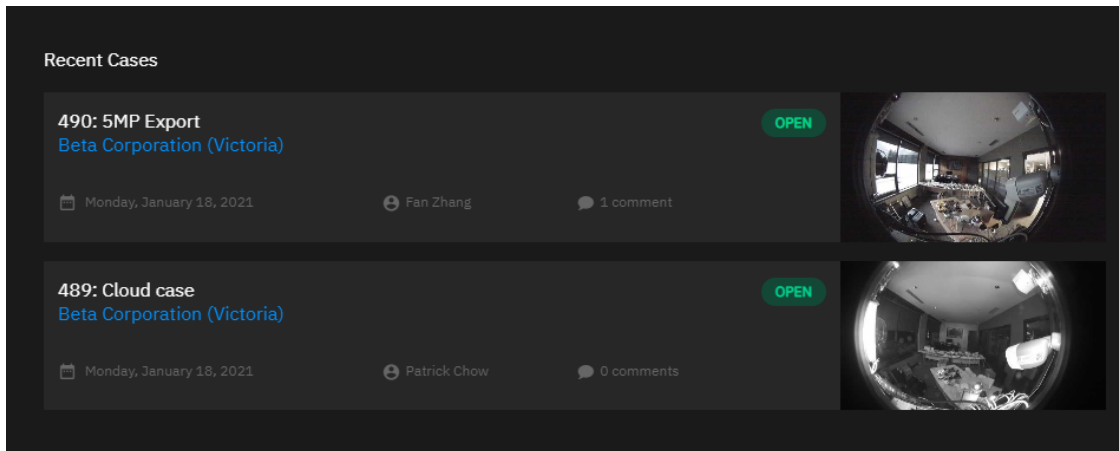 Recent Cases
490: 5MP Export
OPEN
Beta Corporation (Victoria)
Monday, January 18, 2021
Fan Zhang
1 comment
489: Cloud case
OPEN
Beta Corporation (Victoria)
Monday, January 18, 2021
Patrick Chow
0 comments